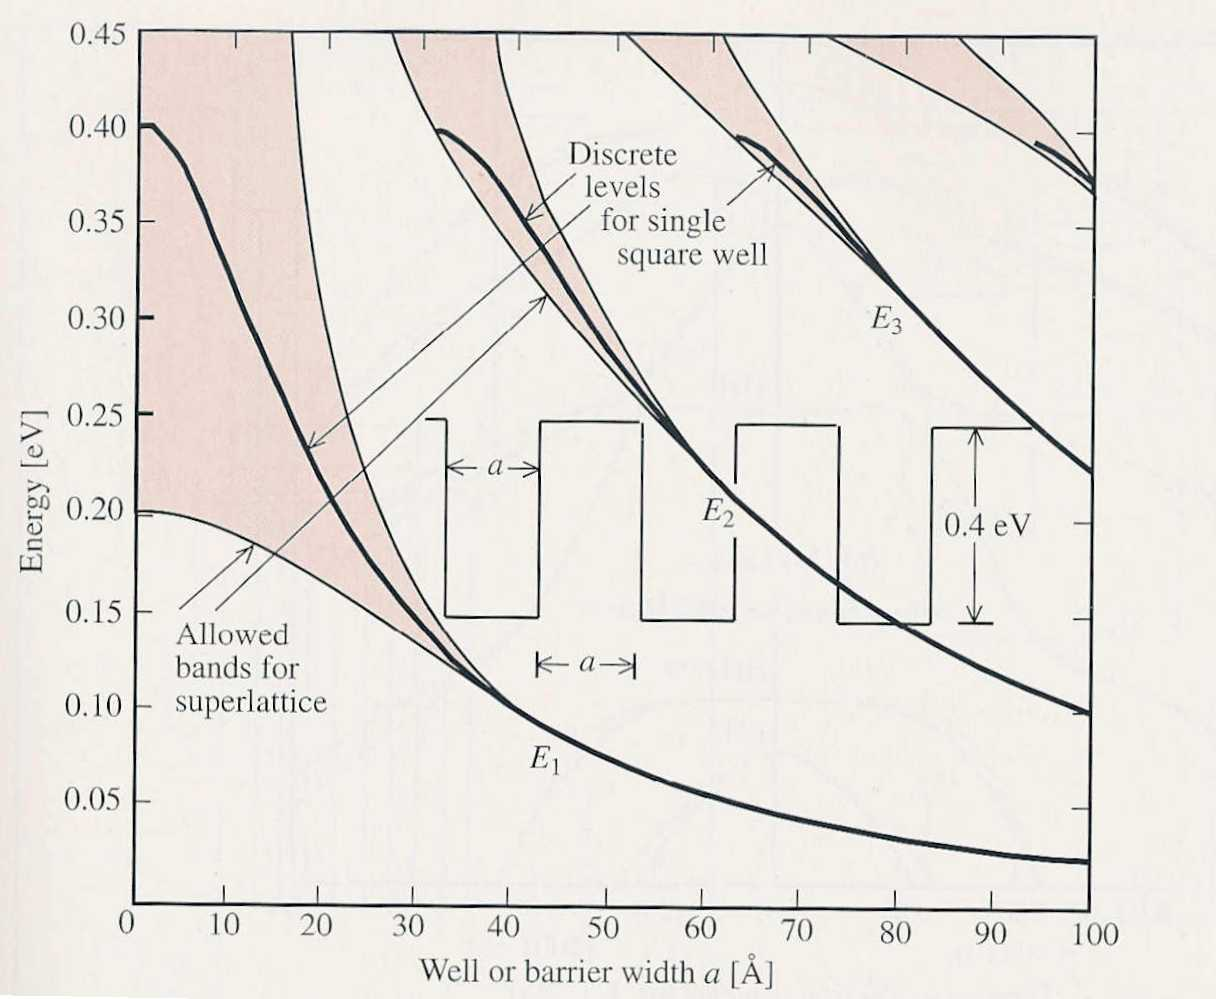 0.45
0.40
0.35
0.30
0.25
0.20
0.15
0.10
0.05
Energy [eV]
Discrete
levels
for single
square well
E₃
a
E₂
0.4 eV
Allowed
bands for
superlattice
a
E₁
0 10 20 30 40 50 60 70 80 90 100
Well or barrier width a [Å]